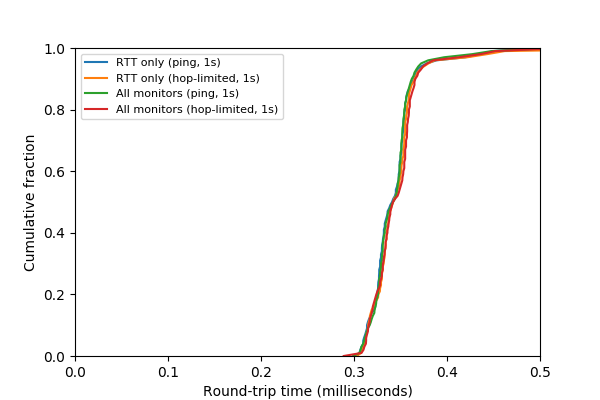 1.0
0.8
0.6
0.4
0.2
0.0
Cumulative fraction
RTT only (ping, 1s)
RTT only (hop-limited, 1s)
All monitors (ping, 1s)
All monitors (hop-limited, 1s)
0.0 0.1 0.2 0.3 0.4 0.5
Round-trip time (milliseconds)